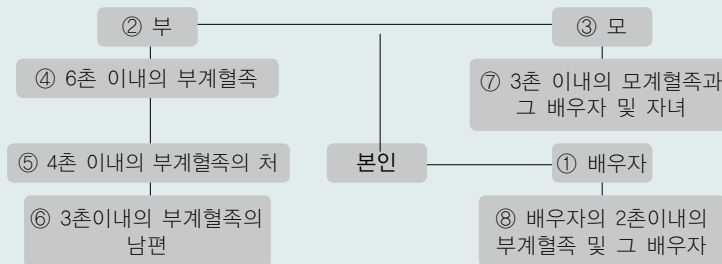 ② 부
③ 모
④ 6촌 이내의 부계혈족
⑦ 3촌 이내의 모계혈족과
그 배우자 및 자녀
⑤ 4촌 이내의 부계혈족의 처
본인
① 배우자
⑥ 3촌이내의 부계혈족의
남편
⑧ 배우자의 2촌이내의
부계혈족 및 그 배우자